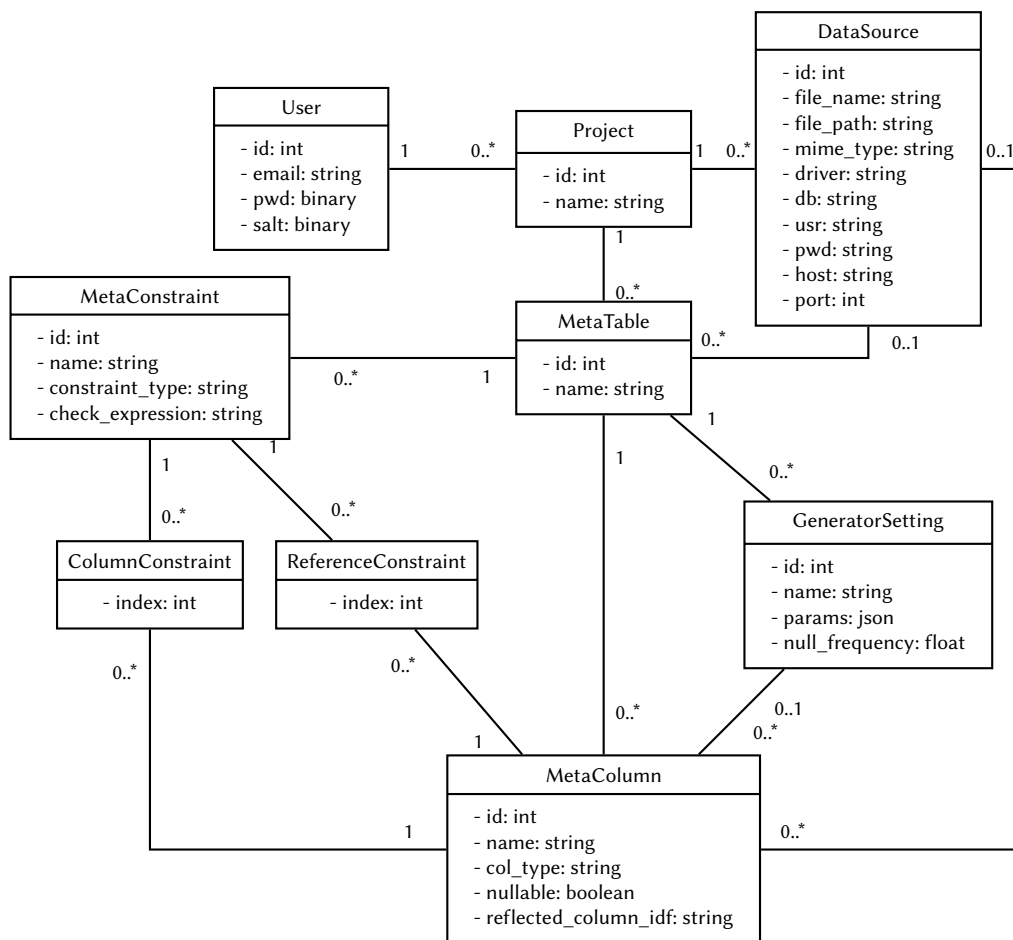 DataSource
- id: int
- file_name: string
- file_path: string
- mime_type: string
- driver: string
- db: string
- usr: string
- pwd: string
- host: string
- port: int
User
- id: int
- email: string
- pwd: binary
- salt: binary
1
0..*
Project
- id: int
- name: string
1
0..*
0..1
1
0..*
MetaConstraint
- id: int
- name: string
- constraint_type: string
- check_expression: string
0..*
1
MetaTable
- id: int
- name: string
0..*
0..1
1
0..*
1
0..*
1
1
0..*
ColumnConstraint
- index: int
ReferenceConstraint
- index: int
GeneratorSetting
- id: int
- name: string
- params: json
- null_frequency: float
0..*
0..*
0..1
0..*
0..*
1
1
0..*
MetaColumn
- id: int
- name: string
- col_type: string
- nullable: boolean
- reflected_column_idf: string